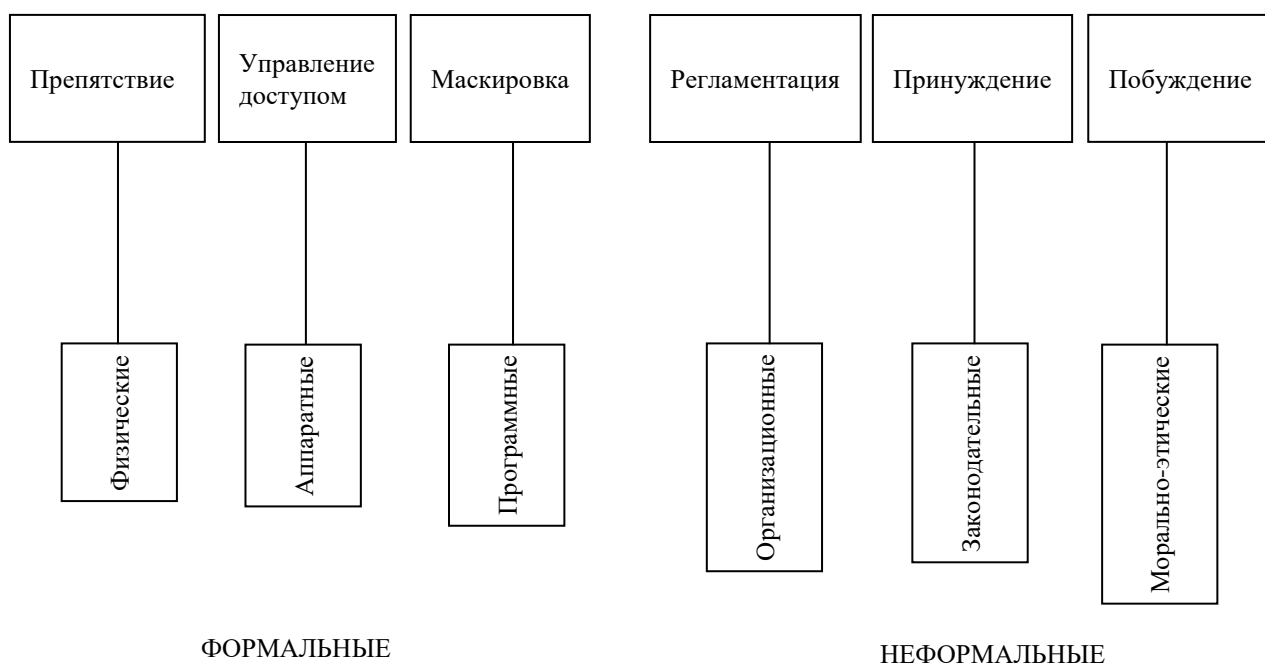 Препятствие
Управление
доступом
Маскировка
Регламентация
Принуждение
Побуждение
Физические
Аппаратные
Программные
Организационные
Законодательные
Морально-этические
ФОРМАЛЬНЫЕ
НЕФОРМАЛЬНЫЕ